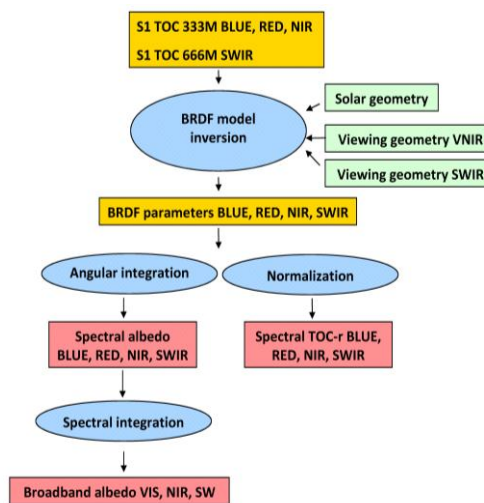 S1 TOC 333M BLUE, RED, NIR
S1 TOC 666M SWIR
BRDF model
inversion
Solar geometry
Viewing geometry VNIR
Viewing geometry SWIR
BRDF parameters BLUE, RED, NIR, SWIR
Angular integration
Normalization
Spectral albedo
BLUE, RED, NIR, SWIR
Spectral TOC-r BLUE,
RED, NIR, SWIR
Spectral integration
Broadband albedo VIS, NIR, SW